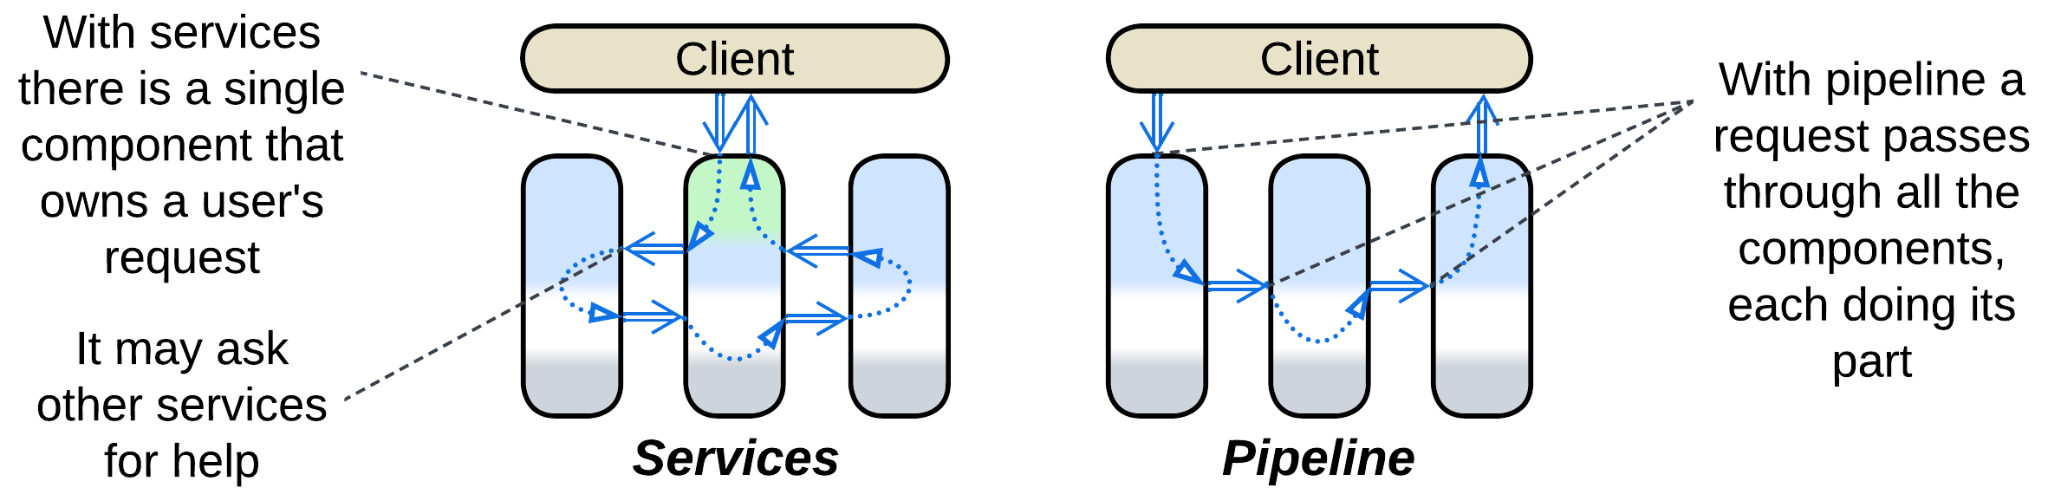 With services
there is a single
component that
owns a user's
request
It may ask
other services
for help
Client
Services
Client
Pipeline
With pipeline a
request passes
through all the
components,
each doing its
part